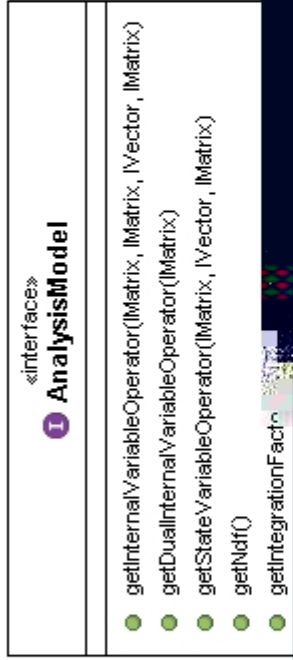 «interface»
I AnalysisModel
getInternalVariableOperator(IMatrix, IMatrix, IVector, IMatrix)
getDualInternalVariableOperator(IMatrix)
getStateVariableOperator(IMatrix, IVector, IMatrix)
getNdf()
getIntegrationFacto